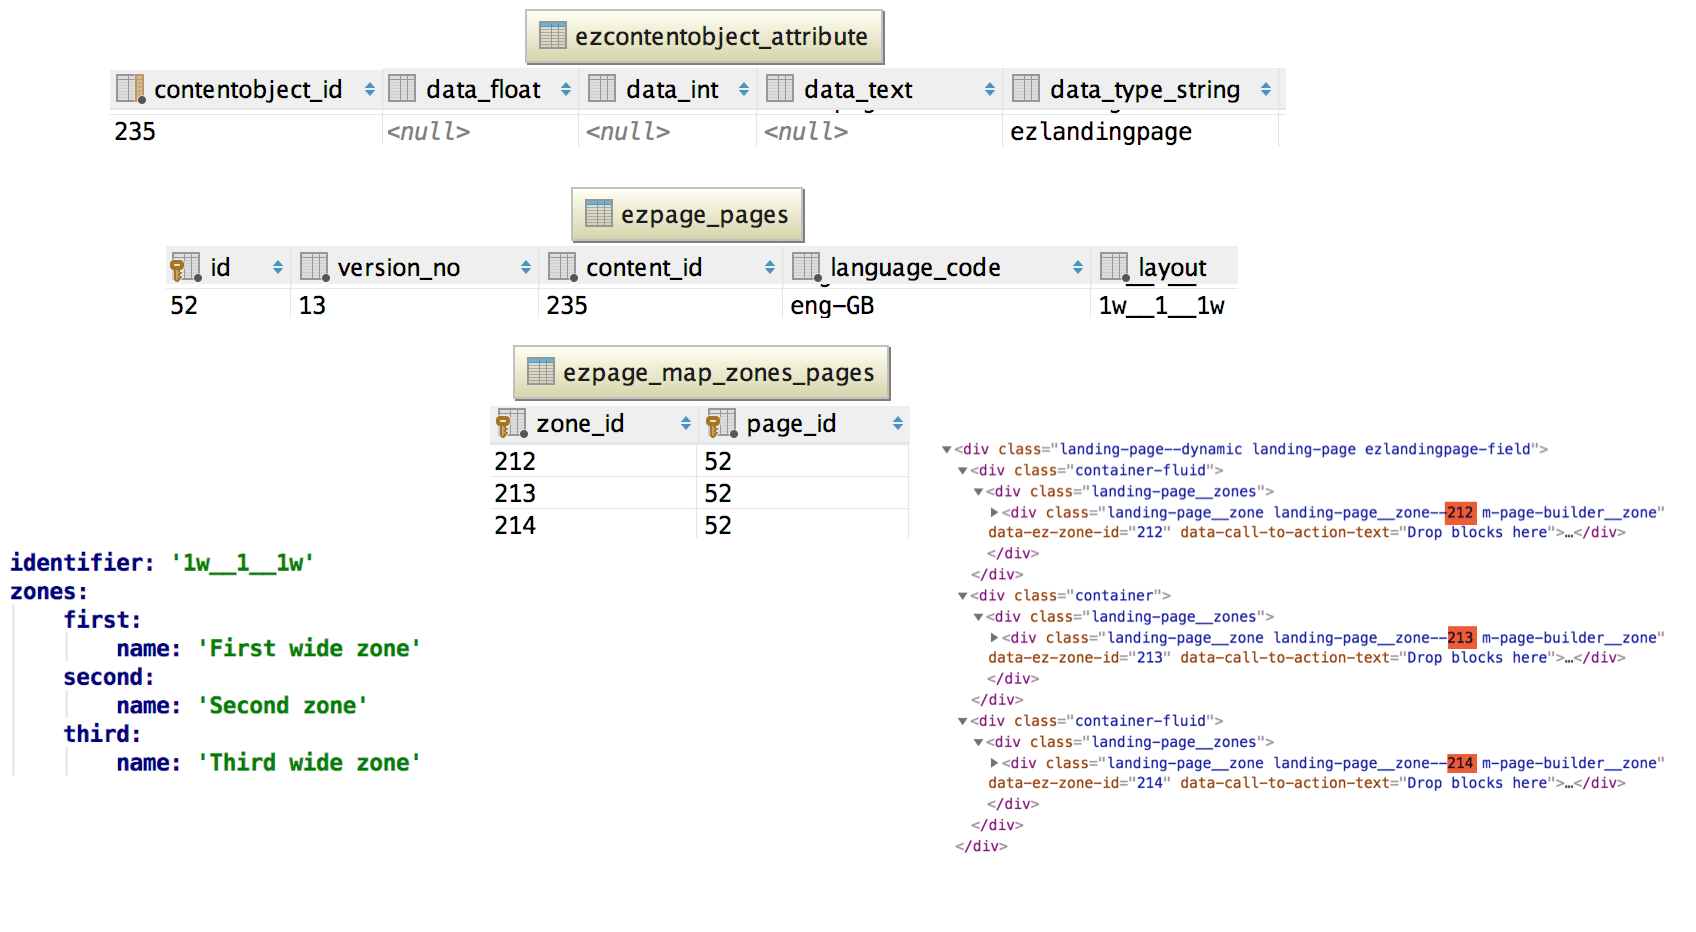 ezcontentobject_attribute
contentobject_id data_float data_int data_text data_type_string
235 <null> <null> <null> ezlandingpage
ezpage_pages
id version_no content_id language_code layout
52 13 235 eng-GB 1w__1__1w
ezpage_map_zones_pages
zone_id page_id
212 52
213 52
214 52
identifier: '1w__1__1w'
zones:
first:
name: 'First wide zone'
second:
name: 'Second zone'
third:
name: 'Third wide zone'
<div class="landing-page--dynamic landing-page ezlandingpage-field">
<div class="container-fluid">
<div class="landing-page__zones">
<div class="landing-page__zone landing-page__zone--212 m-page-builder__zone"
data-ez-zone-id="212" data-call-to-action-text="Drop blocks here">…</div>
</div>
</div>
<div class="container">
<div class="landing-page__zones">
<div class="landing-page__zone landing-page__zone--213 m-page-builder__zone"
data-ez-zone-id="213" data-call-to-action-text="Drop blocks here">…</div>
</div>
</div>
<div class="container-fluid">
<div class="landing-page__zones">
<div class="landing-page__zone landing-page__zone--214 m-page-builder__zone"
data-ez-zone-id="214" data-call-to-action-text="Drop blocks here">…</div>
</div>
</div>
</div>